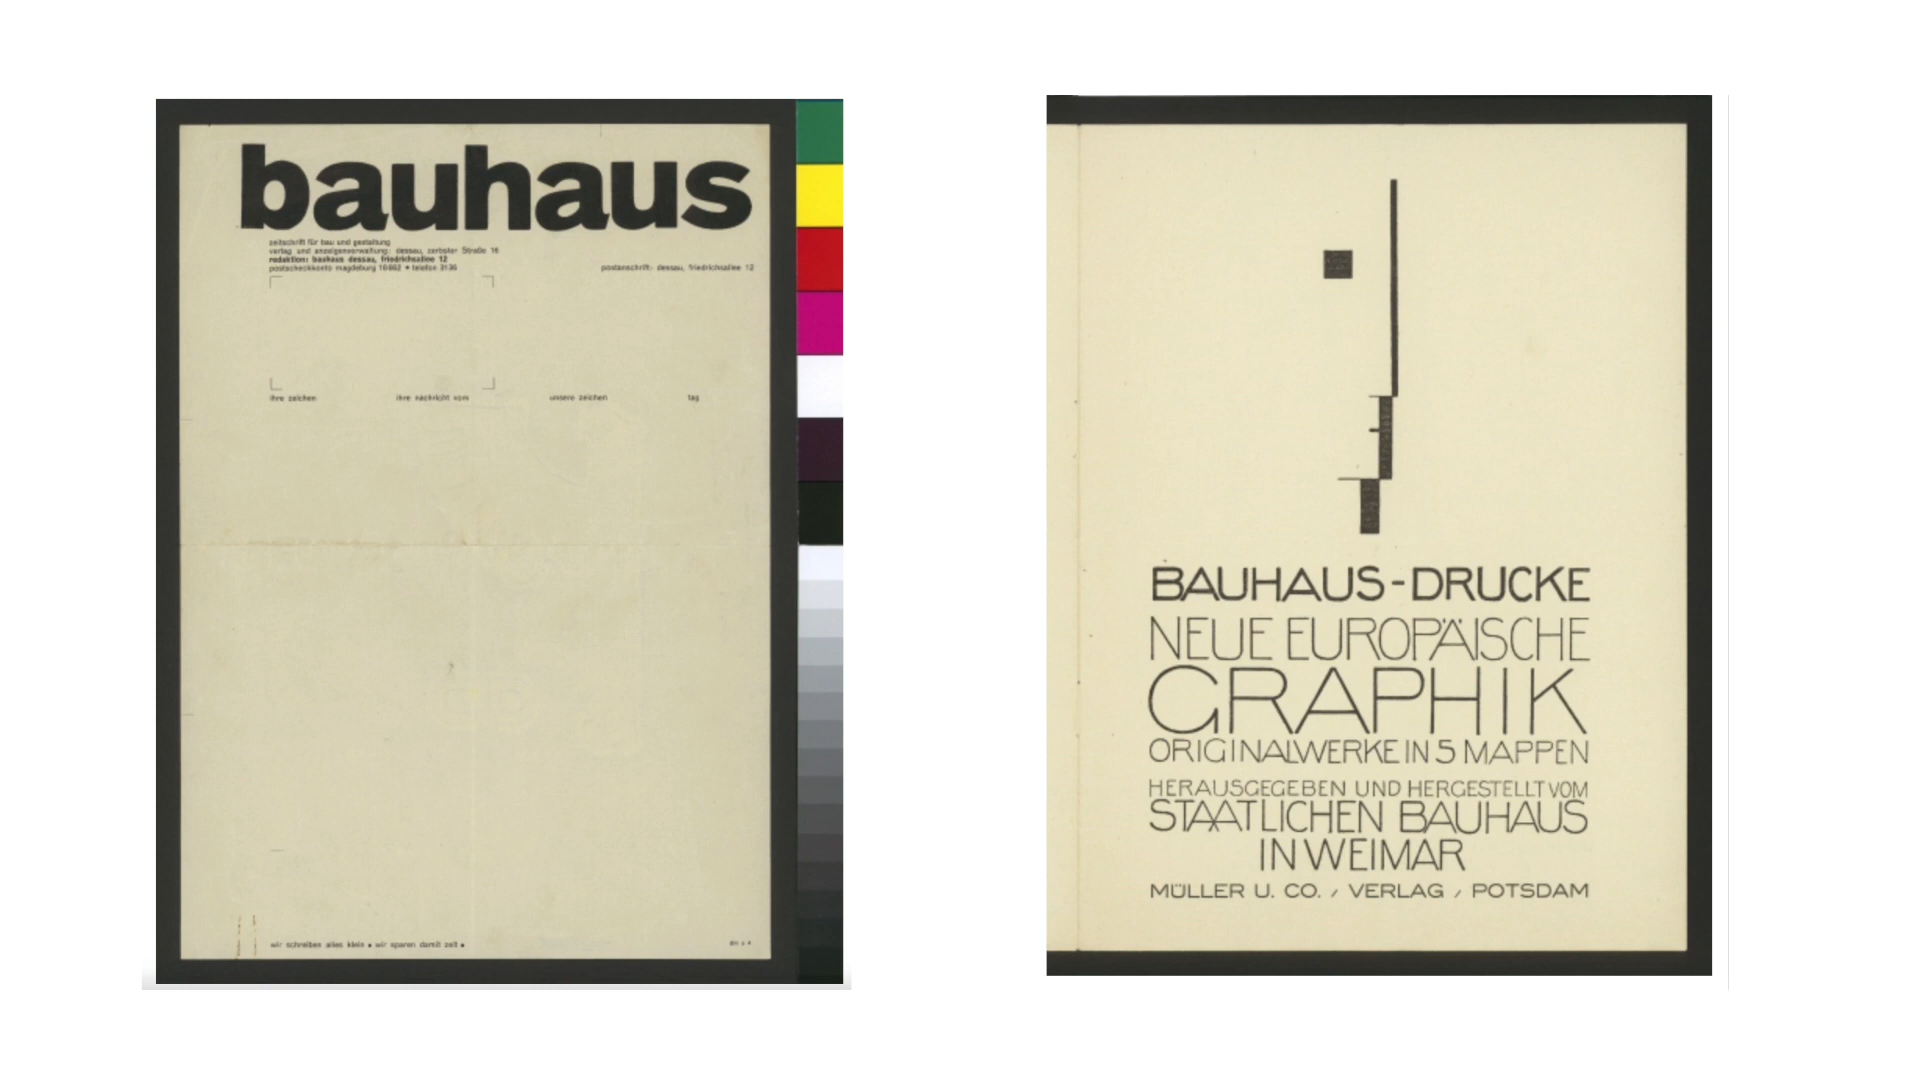 bauhaus
zeitschrift für bau und gestaltung
verlag und anzeigenverwaltung: dessau, zerbster Straße 16
redaktion: bauhaus dessau, friedrichsallee 12
postscheckkonto magdeburg 10662 • telefon 3136
postanschrift: dessau, friedrichsallee 12
ihre zeichen ihre nachricht vom unsere zeichen tag
wir schreiben alles klein • wir sparen damit zeit •
BAUHAUS-DRUCKE
NEUE EUROPÄISCHE
GRAPHIK
ORIGINALWERKE IN 5 MAPPEN
HERAUSGEGEBEN UND HERGESTELLT VOM
STAATLICHEN BAUHAUS
IN WEIMAR
MÜLLER U. CO. / VERLAG / POTSDAM